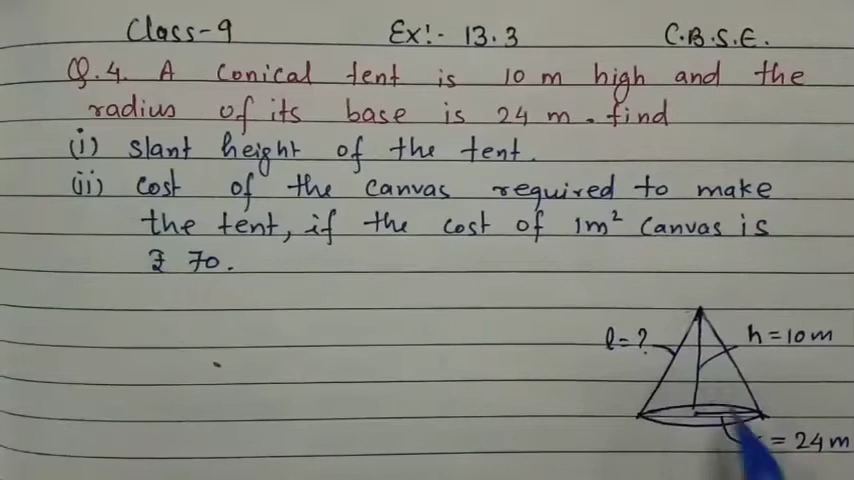 Class-9 Ex:- 13.3 C.B.S.E.
Q.4. A conical tent is 10 m high and the
radius of its base is 24 m. find
(i) slant height of the tent.
(ii) cost of the canvas required to make
the tent, if the cost of 1m² canvas is
₹ 70.
l=? h=10m
= 24m